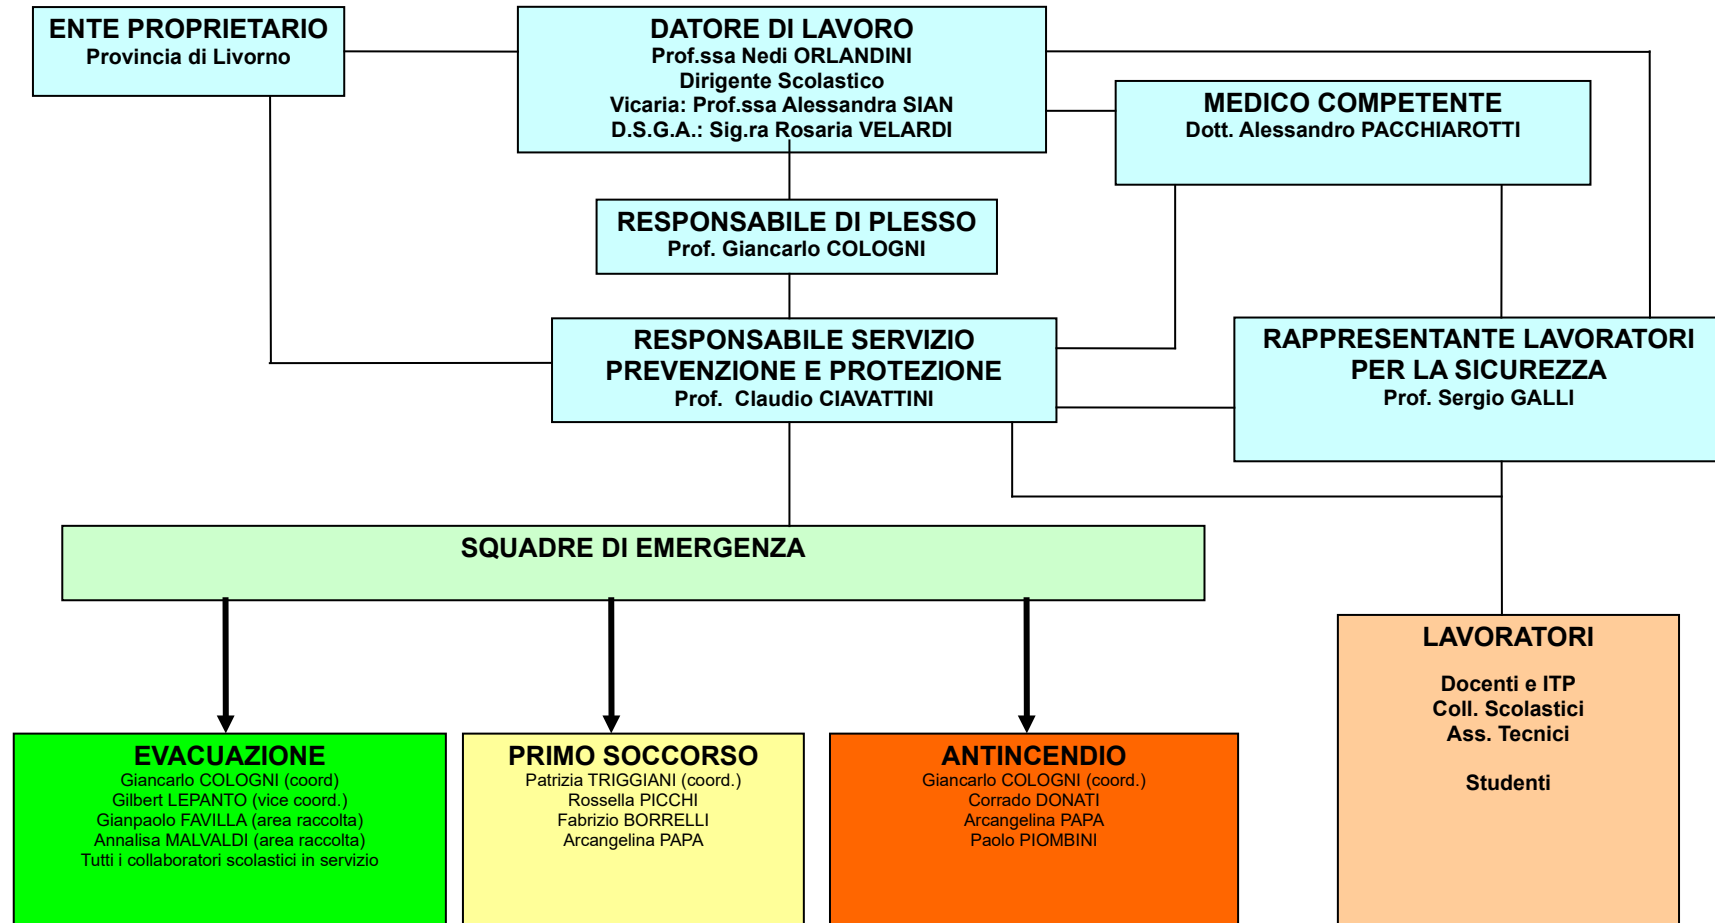 ENTE PROPRIETARIO
Provincia di Livorno
DATORE DI LAVORO
Prof.ssa Nedi ORLANDINI
Dirigente Scolastico
Vicaria: Prof.ssa Alessandra SIAN
D.S.G.A.: Sig.ra Rosaria VELARDI
MEDICO COMPETENTE
Dott. Alessandro PACCHIAROTTI
RESPONSABILE DI PLESSO
Prof. Giancarlo COLOGNI
RESPONSABILE SERVIZIO
PREVENZIONE E PROTEZIONE
Prof.  Claudio CIAVATTINI
RAPPRESENTANTE LAVORATORI
PER LA SICUREZZA
Prof. Sergio GALLI
SQUADRE DI EMERGENZA
EVACUAZIONE
Giancarlo COLOGNI (coord)
Gilbert LEPANTO (vice coord.)
Gianpaolo FAVILLA (area raccolta)
Annalisa MALVALDI (area raccolta)
Tutti i collaboratori scolastici in servizio
PRIMO SOCCORSO
Patrizia TRIGGIANI (coord.)
Rossella PICCHI
Fabrizio BORRELLI
Arcangelina PAPA
ANTINCENDIO
Giancarlo COLOGNI (coord.)
Corrado DONATI
Arcangelina PAPA
Paolo PIOMBINI
LAVORATORI
Docenti e ITP
Coll. Scolastici
Ass. Tecnici
Studenti